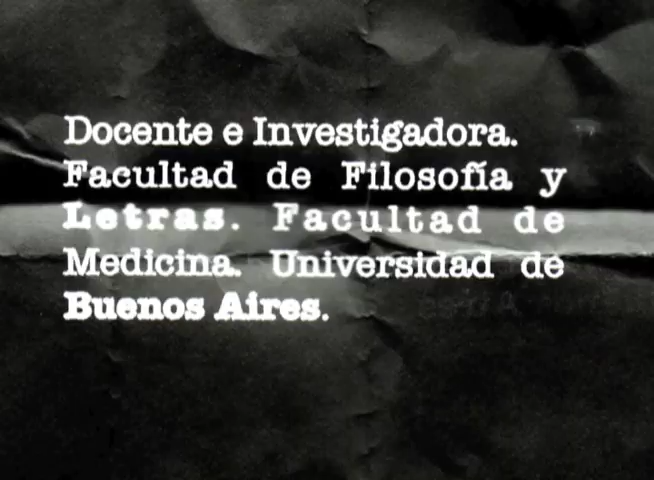 Docente e Investigadora.
Facultad de Filosofía y
Letras. Facultad de
Medicina. Universidad de
Buenos Aires.